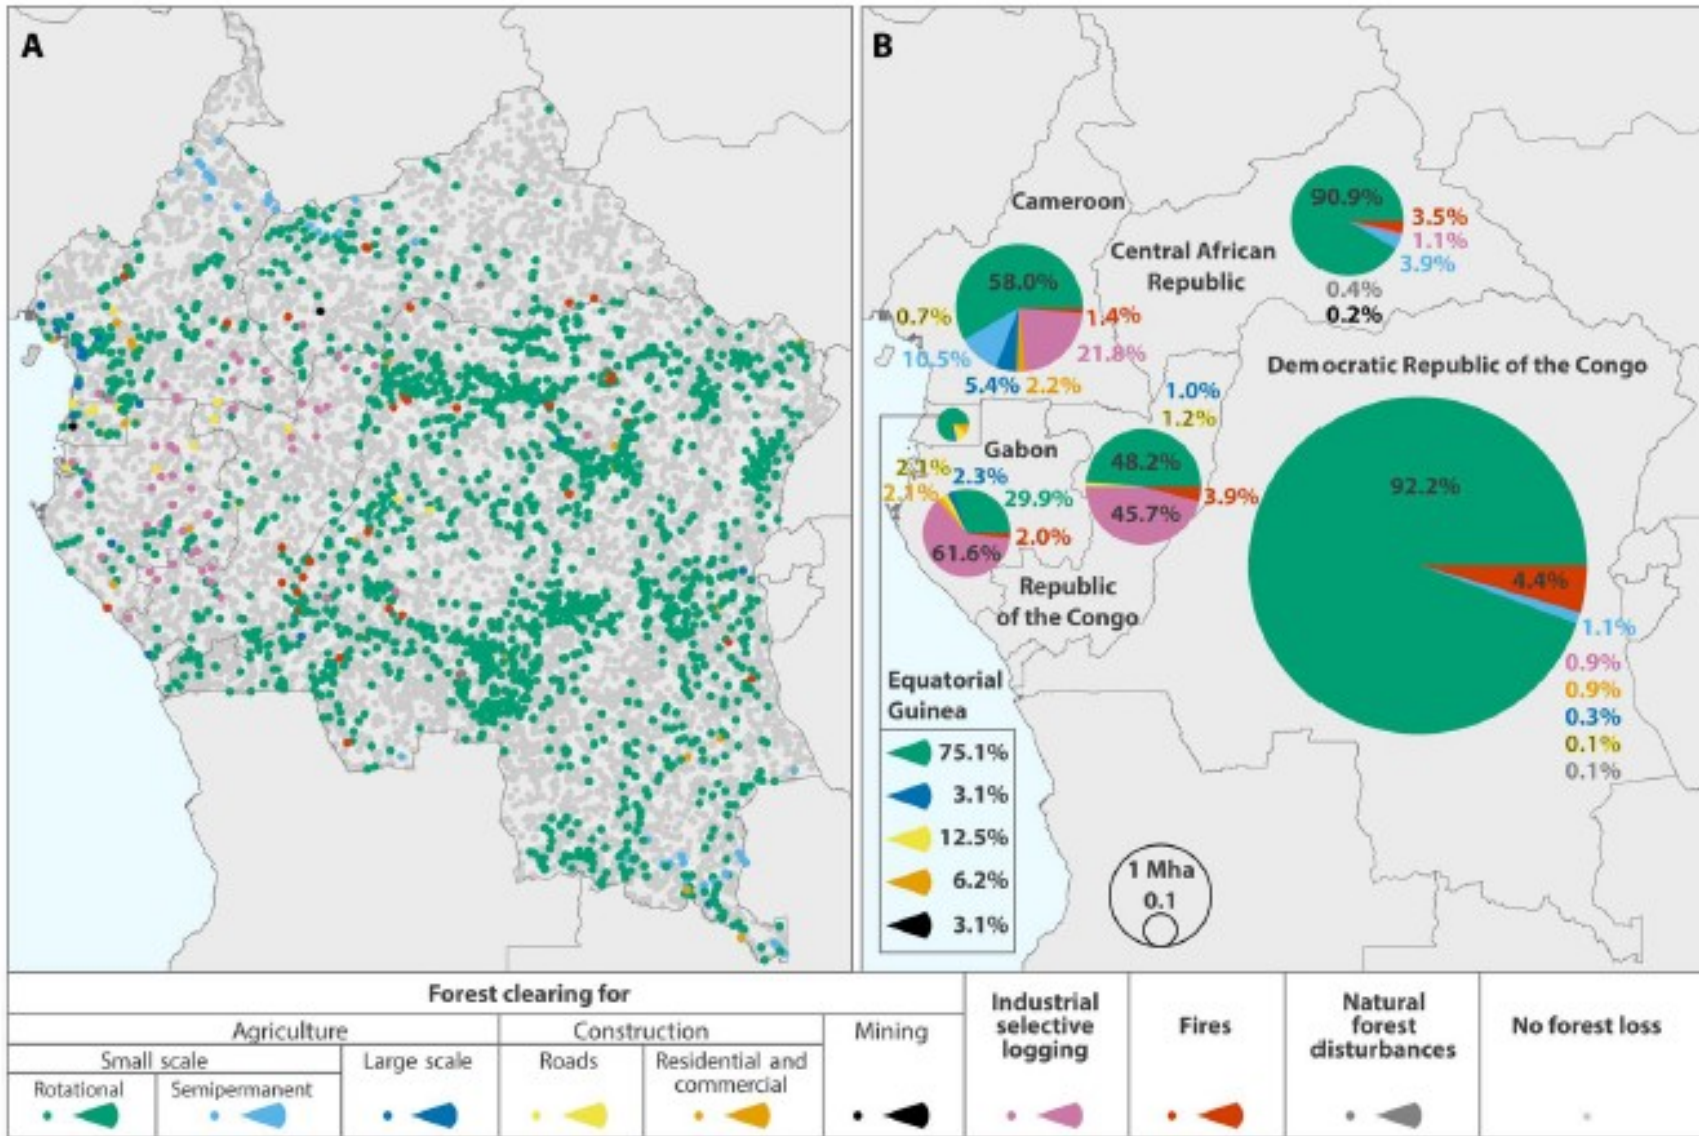 A
B
Cameroon
Central African
Republic
90.9%
3.5%
1.1%
3.9%
0.4%
0.2%
58.0%
0.7%
1.4%
10.5%
21.8%
5.4%
2.2%
Democratic Republic of the Congo
1.0%
1.2%
Gabon
48.2%
3.9%
45.7%
2.1%
2.3%
2.1%
29.9%
2.0%
61.6%
92.2%
4.4%
1.1%
0.9%
0.9%
0.3%
0.1%
0.1%
Republic
of the Congo
Equatorial
Guinea
75.1%
3.1%
12.5%
6.2%
3.1%
1 Mha
0.1
Forest clearing for
Agriculture
Construction
Mining
Small scale
Large scale
Roads
Residential and
commercial
Rotational
Semipermanent
Industrial
selective
logging
Fires
Natural
forest
disturbances
No forest loss